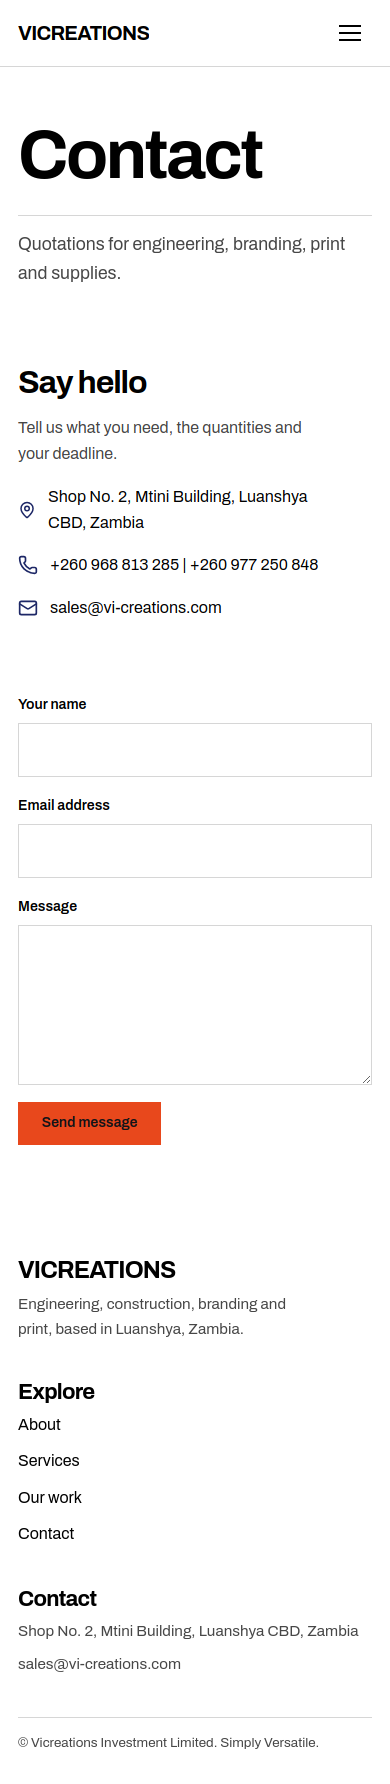 VICREATIONS
Contact
Quotations for engineering, branding, print
and supplies.
Say hello
Tell us what you need, the quantities and
your deadline.
Shop No. 2, Mtini Building, Luanshya
CBD, Zambia
+260 968 813 285 | +260 977 250 848
sales@vi-creations.com
Your name
Email address
Message
Send message
VICREATIONS
Engineering, construction, branding and
print, based in Luanshya, Zambia.
Explore
About
Services
Our work
Contact
Contact
Shop No. 2, Mtini Building, Luanshya CBD, Zambia
sales@vi-creations.com
© Vicreations Investment Limited. Simply Versatile.